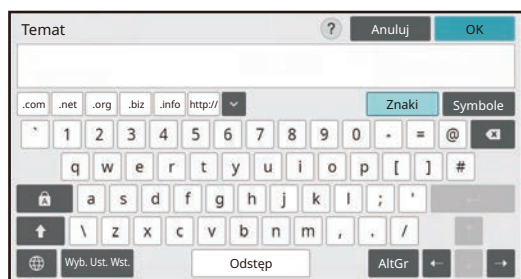 Temat ? Anuluj OK
.com .net .org .biz .info http:// Znaki Symbole
` 1 2 3 4 5 6 7 8 9 0 - = @
q w e r t y u i o p [ ] #
A a s d f g h j k l ; '
\ z x c v b n m , . /
Wyb. Ust. Wst. Odstęp AltGr ← →